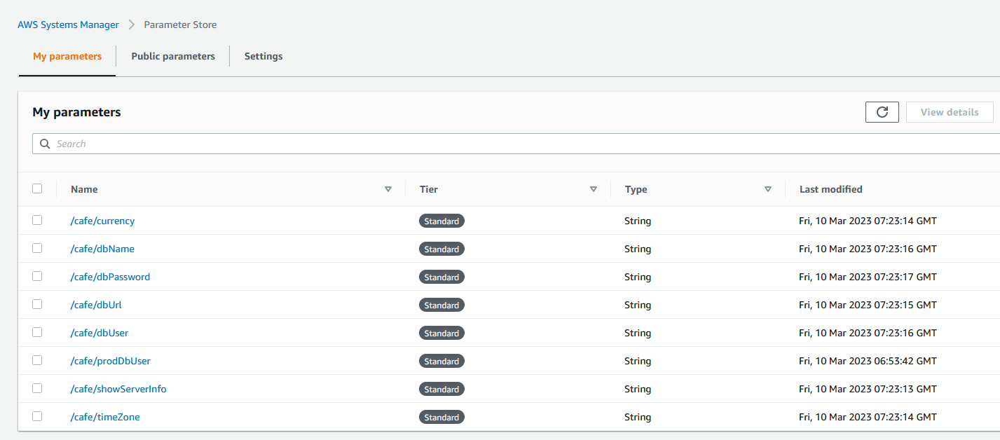 AWS Systems Manager > Parameter Store
My parameters Public parameters Settings
My parameters View details
Search
Name Tier Type Last modified
/cafe/currency Standard String Fri, 10 Mar 2023 07:23:14 GMT
/cafe/dbName Standard String Fri, 10 Mar 2023 07:23:16 GMT
/cafe/dbPassword Standard String Fri, 10 Mar 2023 07:23:17 GMT
/cafe/dbUrl Standard String Fri, 10 Mar 2023 07:23:15 GMT
/cafe/dbUser Standard String Fri, 10 Mar 2023 07:23:16 GMT
/cafe/prodDbUser Standard String Fri, 10 Mar 2023 06:53:42 GMT
/cafe/showServerInfo Standard String Fri, 10 Mar 2023 07:23:13 GMT
/cafe/timeZone Standard String Fri, 10 Mar 2023 07:23:14 GMT